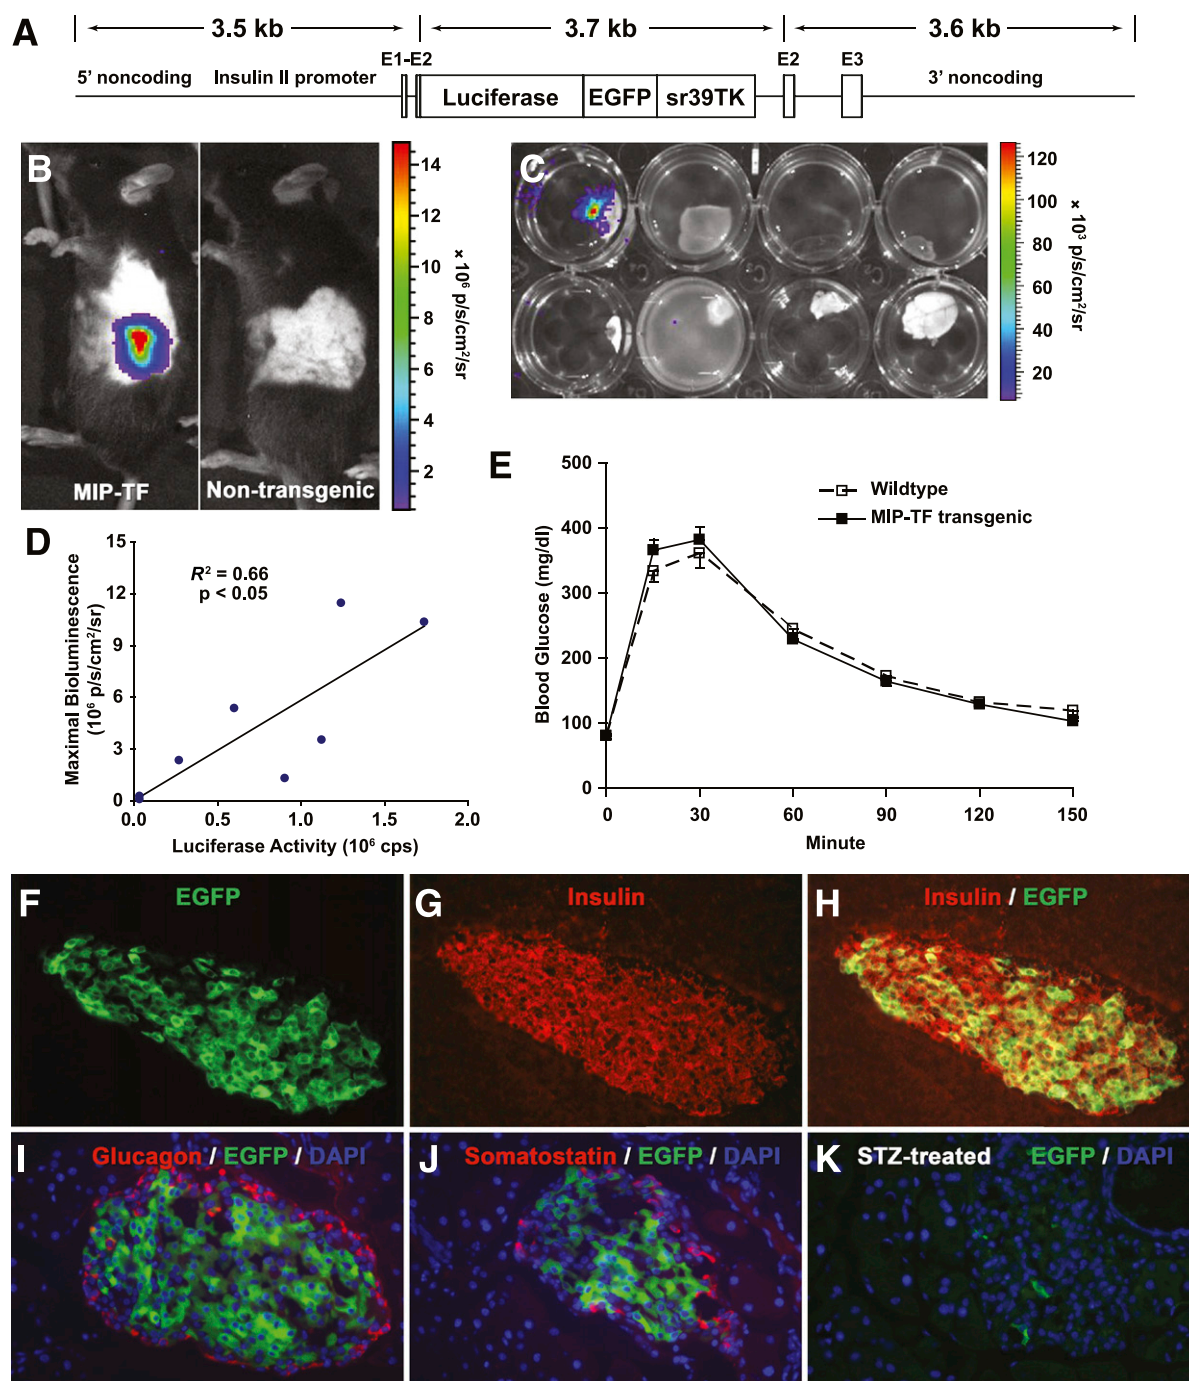 A
3.5 kb
3.7 kb
3.6 kb
E1-E2
E2
E3
5' noncoding
Insulin II promoter
3' noncoding
Luciferase
EGFP
sr39TK
B
MIP-TF
Non-transgenic
14
12
10
8
6
4
2
× 10⁶ p/s/cm²/sr
C
120
100
80
60
40
20
× 10³ p/s/cm²/sr
D
R² = 0.66
p < 0.05
Maximal Bioluminescence
(10⁶ p/s/cm²/sr)
15
12
9
6
3
0
0.0 0.5 1.0 1.5 2.0
Luciferase Activity (10⁶ cps)
E
Wildtype
MIP-TF transgenic
Blood Glucose (mg/dl)
500
400
300
200
100
0
0 30 60 90 120 150
Minute
F EGFP
G Insulin
H Insulin / EGFP
I Glucagon / EGFP / DAPI
J Somatostatin / EGFP / DAPI
K STZ-treated EGFP / DAPI